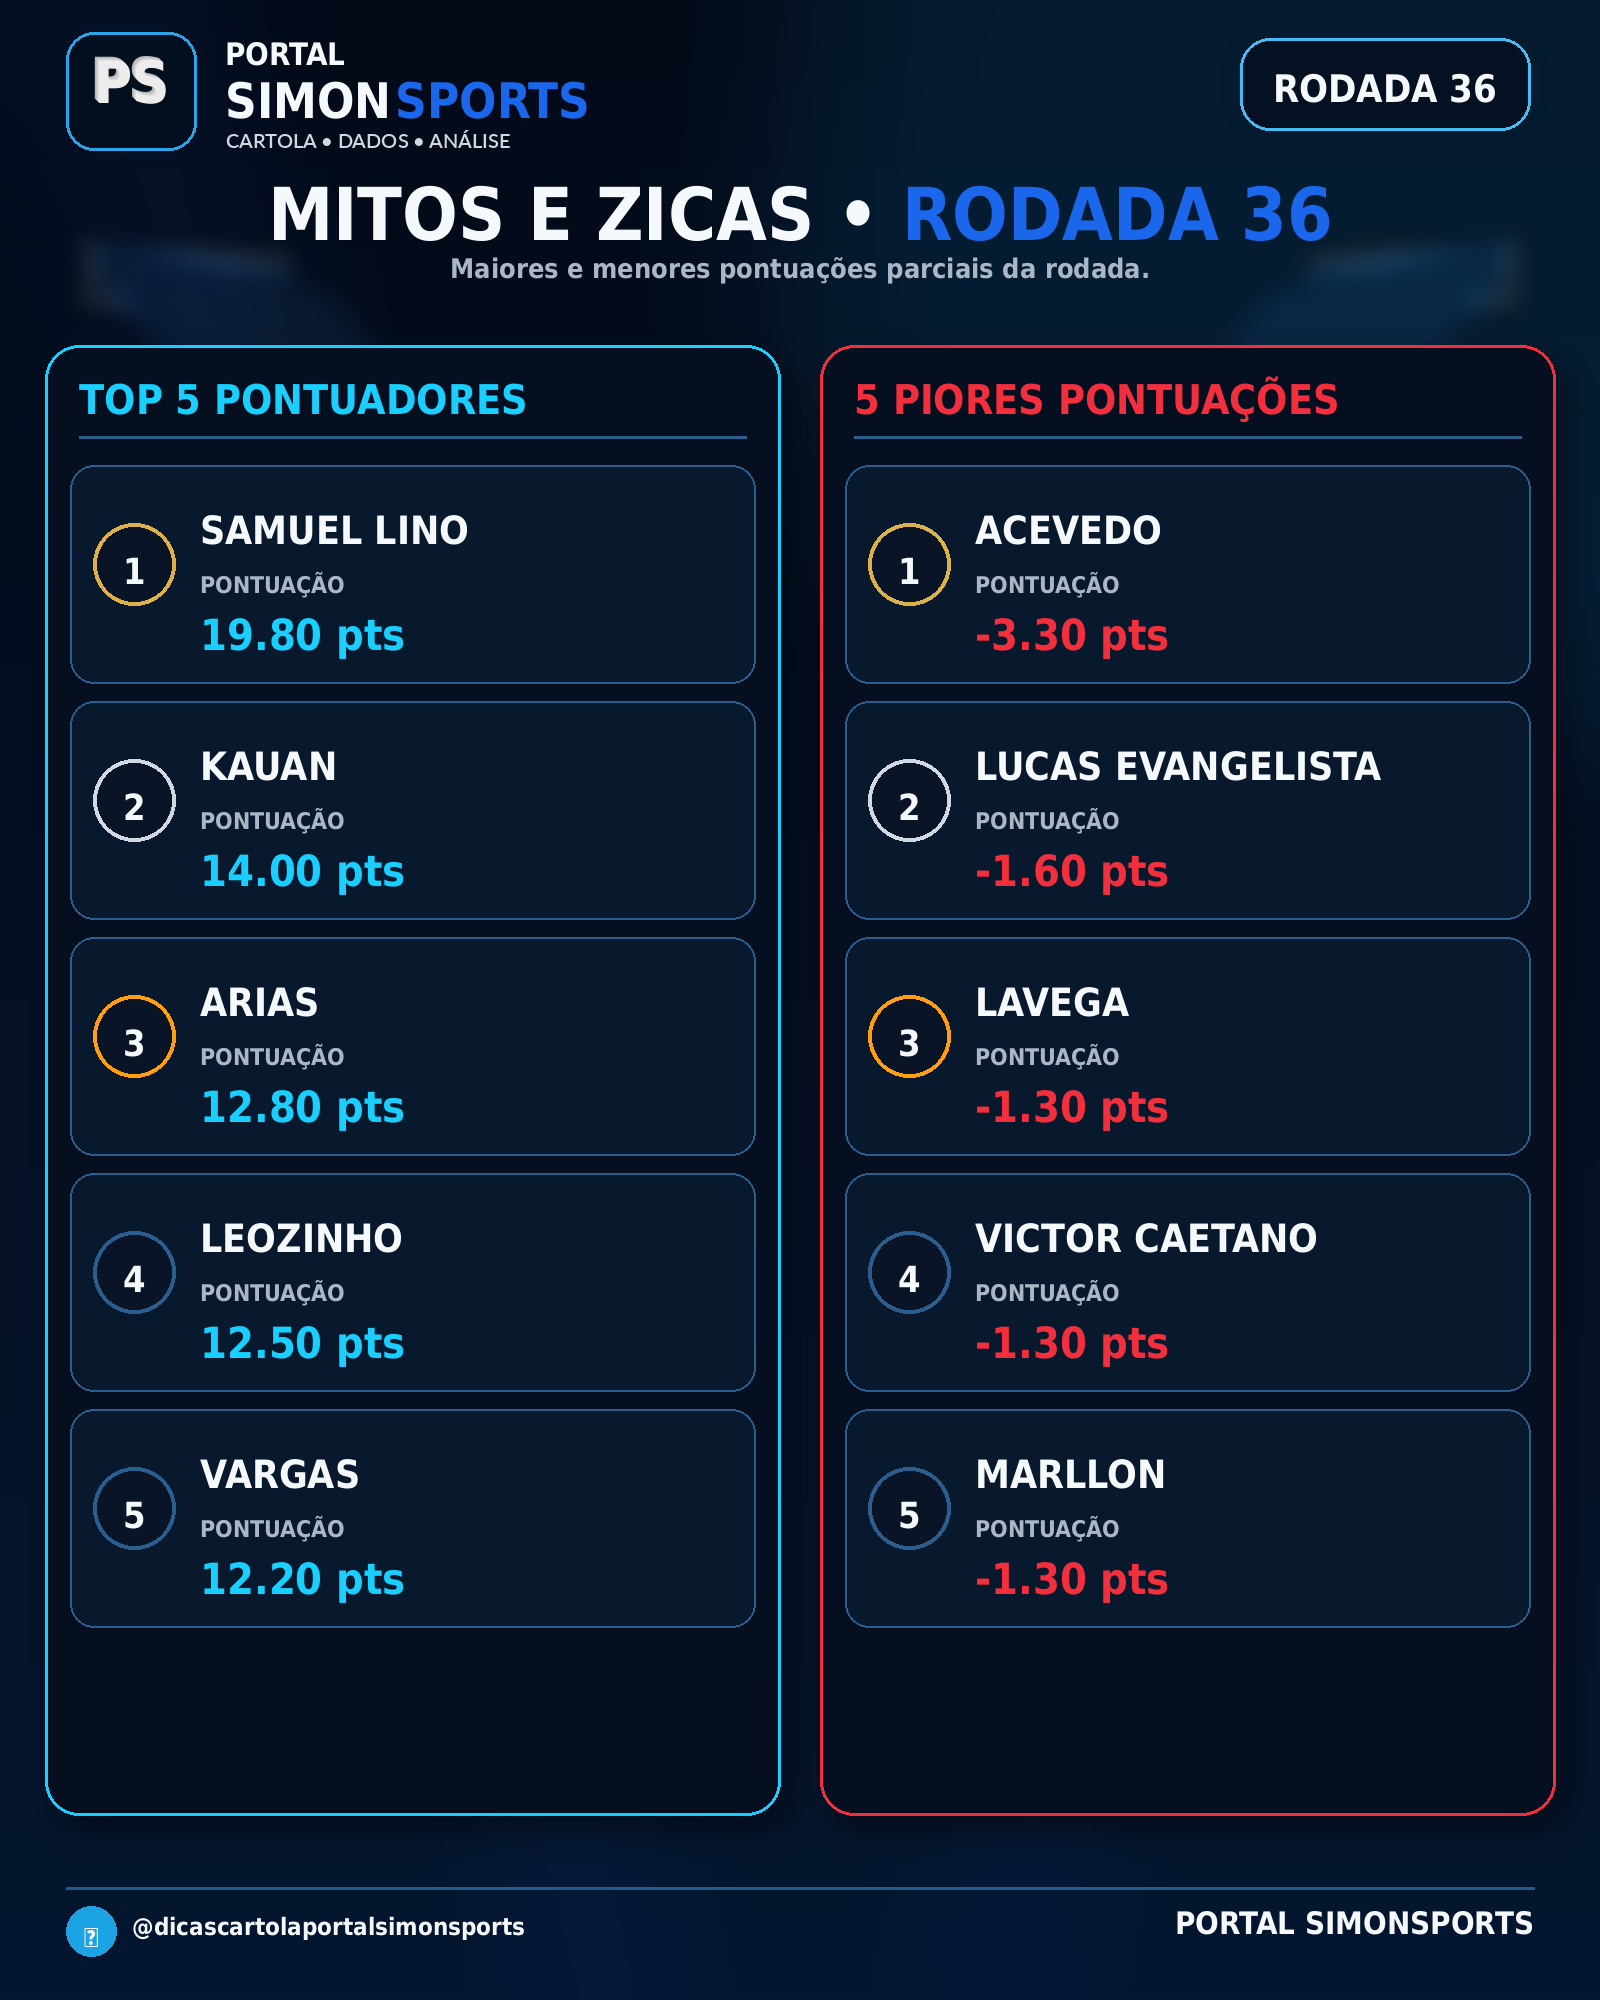 PS
PORTAL
SIMONSPORTS
CARTOLA • DADOS • ANÁLISE
RODADA 36
MITOS E ZICAS • RODADA 36
Maiores e menores pontuações parciais da rodada.
TOP 5 PONTUADORES
1
SAMUEL LINO
PONTUAÇÃO
19.80 pts
2
KAUAN
PONTUAÇÃO
14.00 pts
3
ARIAS
PONTUAÇÃO
12.80 pts
4
LEOZINHO
PONTUAÇÃO
12.50 pts
5
VARGAS
PONTUAÇÃO
12.20 pts
5 PIORES PONTUAÇÕES
1
ACEVEDO
PONTUAÇÃO
-3.30 pts
2
LUCAS EVANGELISTA
PONTUAÇÃO
-1.60 pts
3
LAVEGA
PONTUAÇÃO
-1.30 pts
4
VICTOR CAETANO
PONTUAÇÃO
-1.30 pts
5
MARLLON
PONTUAÇÃO
-1.30 pts
@dicascartolaportalsimonsports
PORTAL SIMONSPORTS